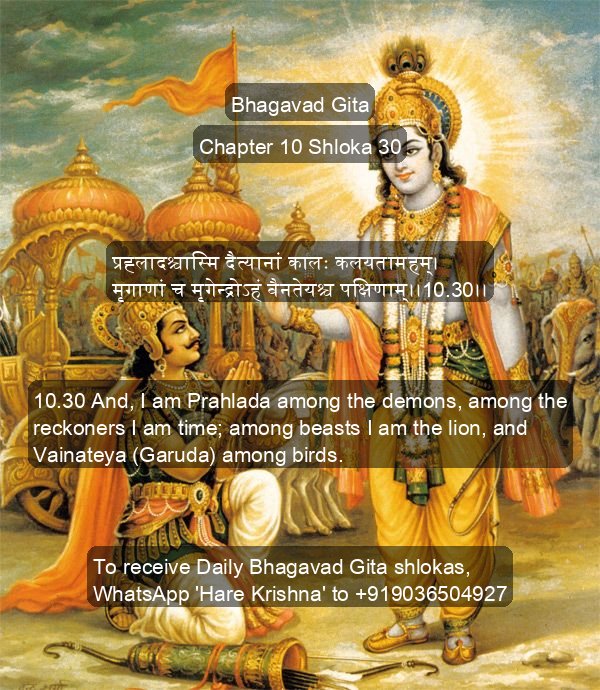 Bhagavad Gita
Chapter 10 Shloka 30
प्रह्लादश्चास्मि दैत्यानां कालः कलयतामहम्।
मृगाणां च मृगेन्द्रोऽहं वैनतेयश्च पक्षिणाम्।।10.30।।
10.30 And, I am Prahlada among the demons, among the
reckoners I am time; among beasts I am the lion, and
Vainateya (Garuda) among birds.
To receive Daily Bhagavad Gita shlokas,
WhatsApp 'Hare Krishna' to +919036504927